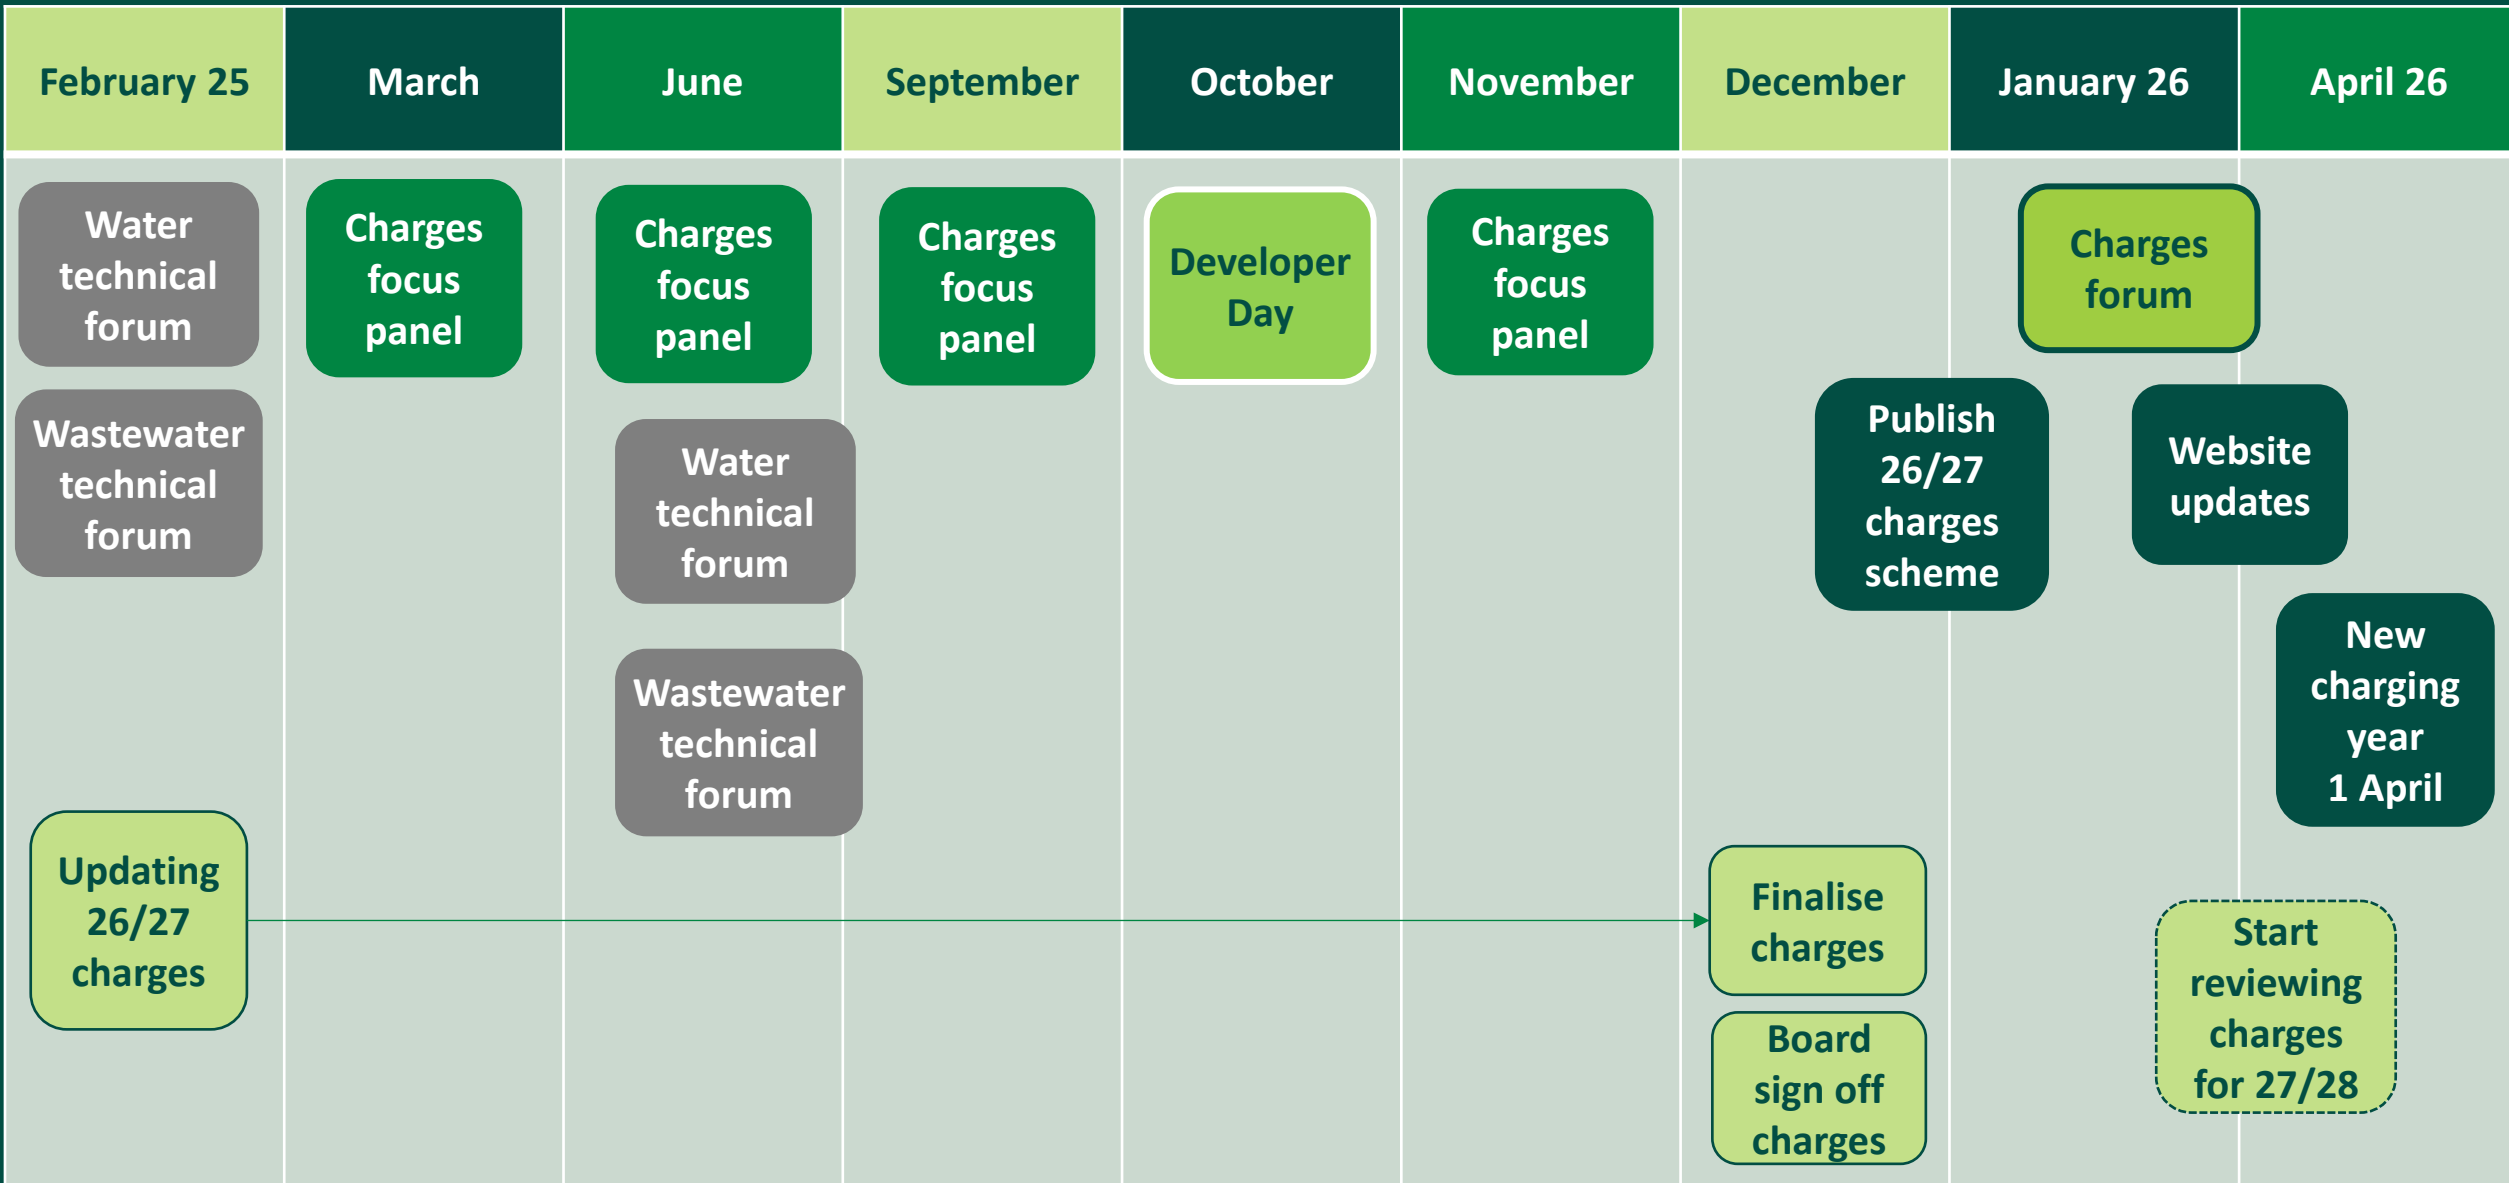 February 25
March
June
September
October
November
December
January 26
April 26
Water
technical
forum
Charges
focus
panel
Charges
focus
panel
Charges
focus
panel
Developer
Day
Charges
focus
panel
Charges
forum
Wastewater
technical
forum
Water
technical
forum
Publish
26/27
charges
scheme
Website
updates
Wastewater
technical
forum
New
charging
year
1 April
Updating
26/27
charges
Finalise
charges
Start
reviewing
charges
for 27/28
Board
sign off
charges